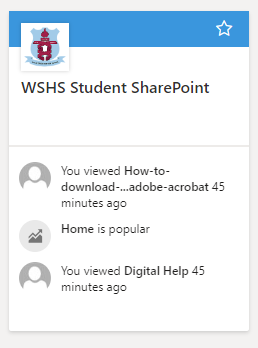 WSHS Student SharePoint
You viewed How-to-
download-...adobe-acrobat 45
minutes ago
Home is popular
You viewed Digital Help 45
minutes ago